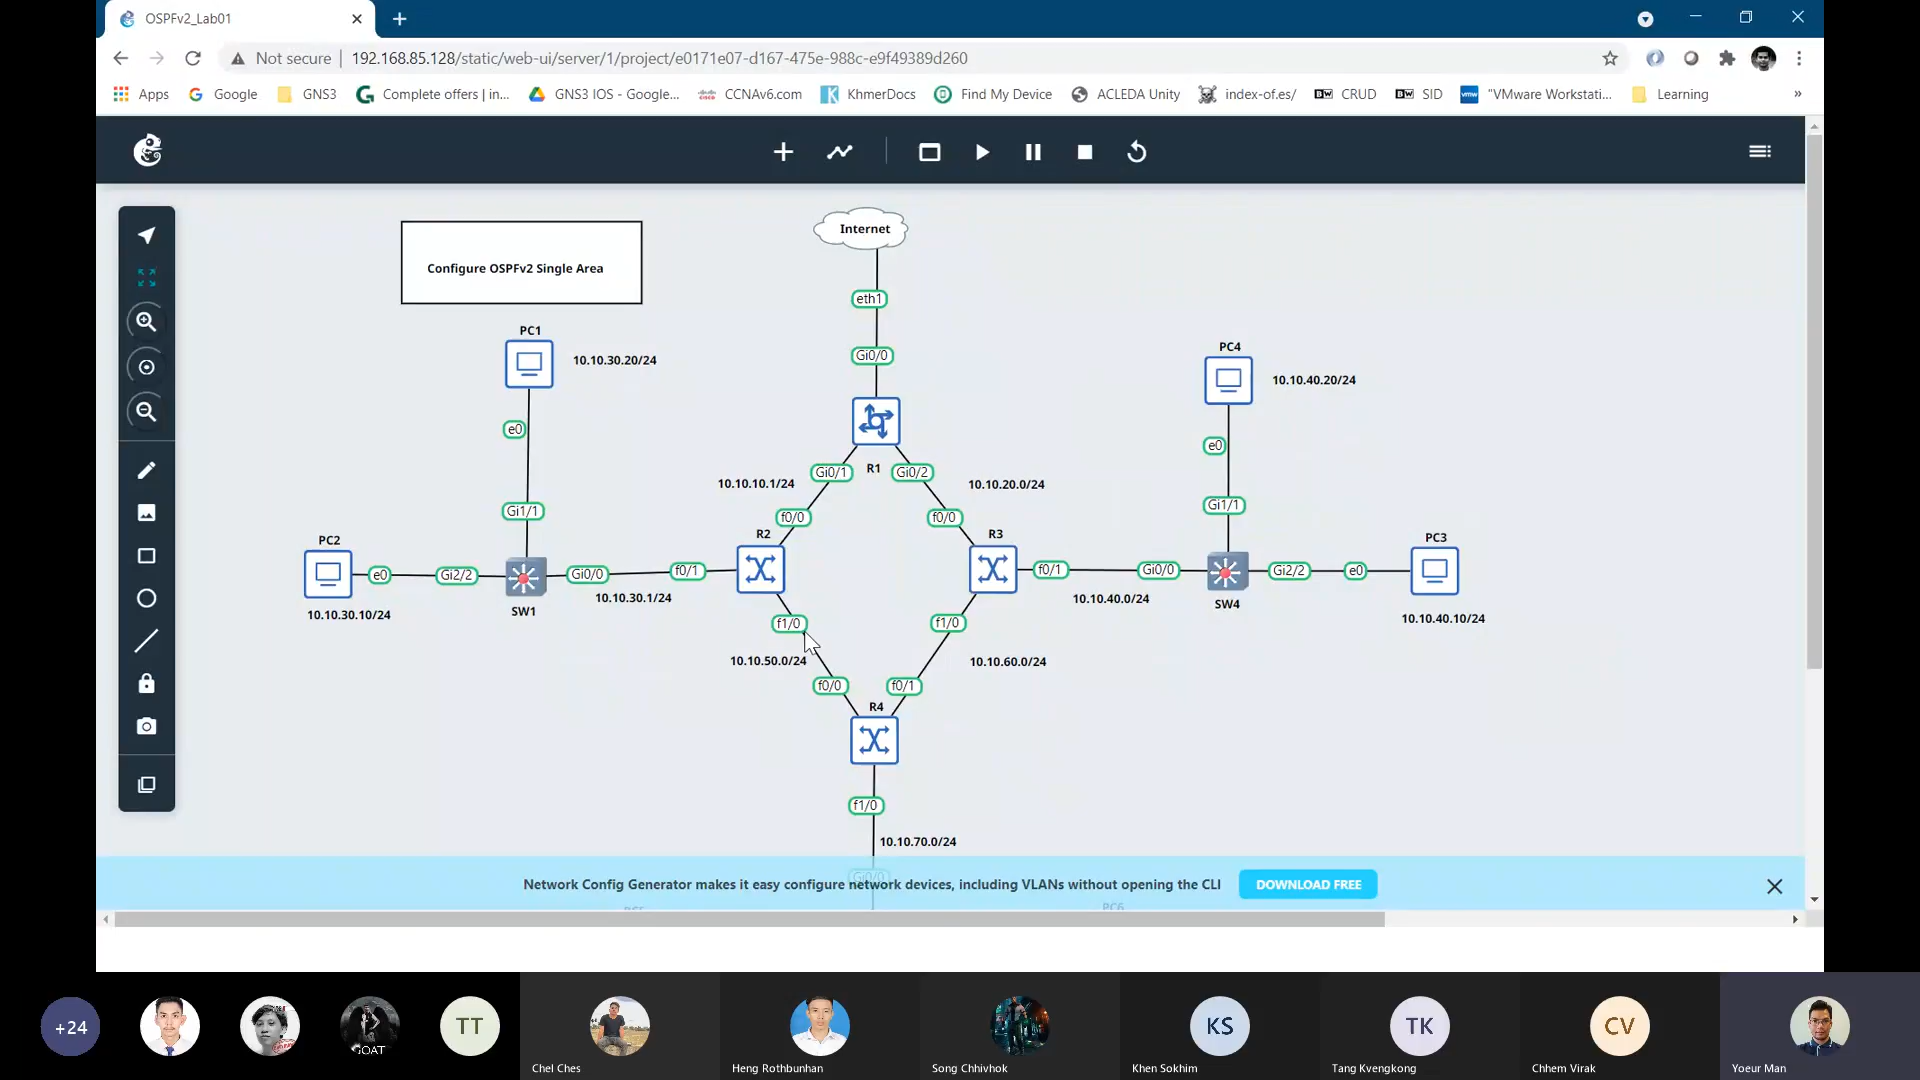 OSPFv2_Lab01
Not secure | 192.168.85.128/static/web-ui/server/1/project/e0171e07-d167-475e-988c-e9f49389d260
Apps Google GNS3 Complete offers | in... GNS3 IOS - Google... CCNAv6.com KhmerDocs Find My Device ACLEDA Unity index-of.es/ CRUD SID "VMware Workstati... Learning »
Internet
Configure OSPFv2 Single Area
eth1
PC1
PC4
Gi0/0
10.10.30.20/24
10.10.40.20/24
e0
e0
Gi0/1
R1
Gi0/2
10.10.10.1/24
10.10.20.0/24
Gi1/1
Gi1/1
f0/0
f0/0
PC2
R2
R3
PC3
e0
Gi2/2
Gi0/0
f0/1
f0/1
Gi0/0
Gi2/2
e0
10.10.30.1/24
10.10.40.0/24
SW1
SW4
10.10.30.10/24
10.10.40.10/24
f1/0
f1/0
10.10.50.0/24
10.10.60.0/24
f0/0
f0/1
R4
f1/0
10.10.70.0/24
Gi0/0
Network Config Generator makes it easy configure network devices, including VLANs without opening the CLI DOWNLOAD FREE
PC6
+24
GOAT
TT
KS
TK
CV
Chel Ches
Heng Rothbunhan
Song Chhivhok
Khen Sokhim
Tang Kvengkong
Chhem Virak
Yoeur Man